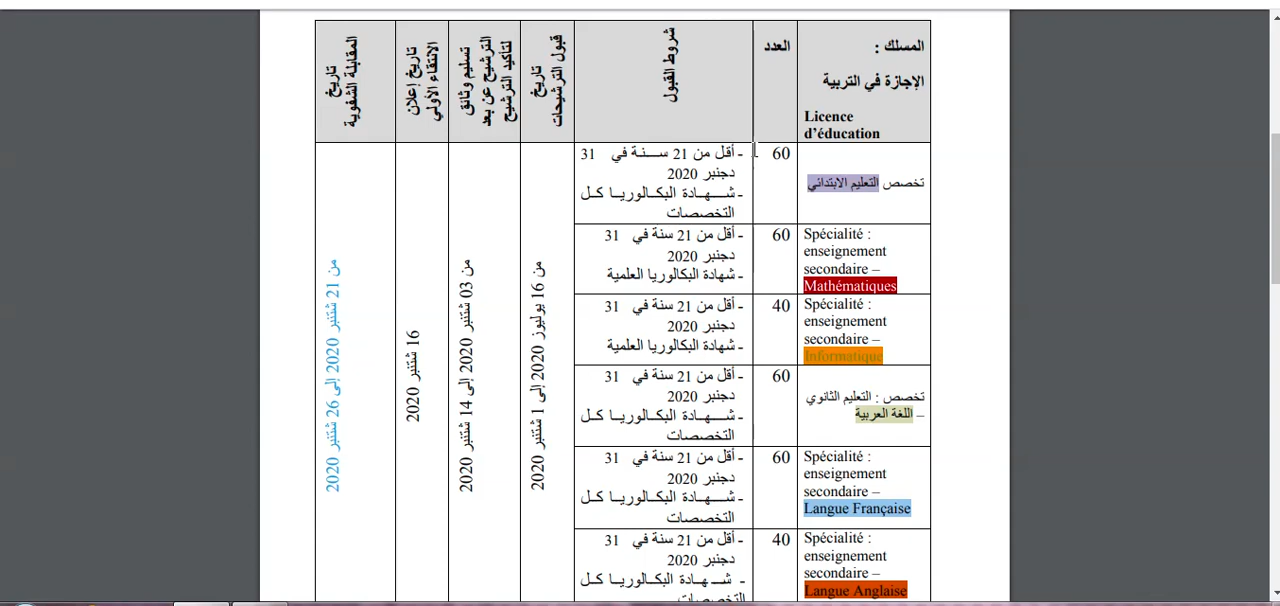 المسلك :
الإجازة في التربية
Licence
d'éducation
العدد
شروط القبول
تاريخ
قبول الترشيحات
تسليم وثائق
الترشيح عن بعد
لتأكيد الترشيح
تاريخ إعلان
الانتقاء الأولي
تاريخ
المقابلة الشفوية
تخصص التعليم الابتدائي
60
- أقل من 21 سنة في 31
دجنبر 2020
- شهادة البكالوريا كل
التخصصات
Spécialité :
enseignement
secondaire –
Mathématiques
60
- أقل من 21 سنة في 31
دجنبر 2020
- شهادة البكالوريا العلمية
Spécialité :
enseignement
secondaire –
Informatique
40
- أقل من 21 سنة في 31
دجنبر 2020
- شهادة البكالوريا العلمية
تخصص : التعليم الثانوي
– اللغة العربية
60
- أقل من 21 سنة في 31
دجنبر 2020
- شهادة البكالوريا كل
التخصصات
Spécialité :
enseignement
secondaire –
Langue Française
60
- أقل من 21 سنة في 31
دجنبر 2020
- شهادة البكالوريا كل
التخصصات
Spécialité :
enseignement
secondaire –
Langue Anglaise
40
- أقل من 21 سنة في 31
دجنبر 2020
- شهادة البكالوريا كل
التخصصات
من 16 يوليوز 2020 إلى 1 شتنبر 2020
من 03 شتنبر 2020 إلى 14 شتنبر 2020
16 شتنبر 2020
من 21 شتنبر 2020 إلى 26 شتنبر 2020